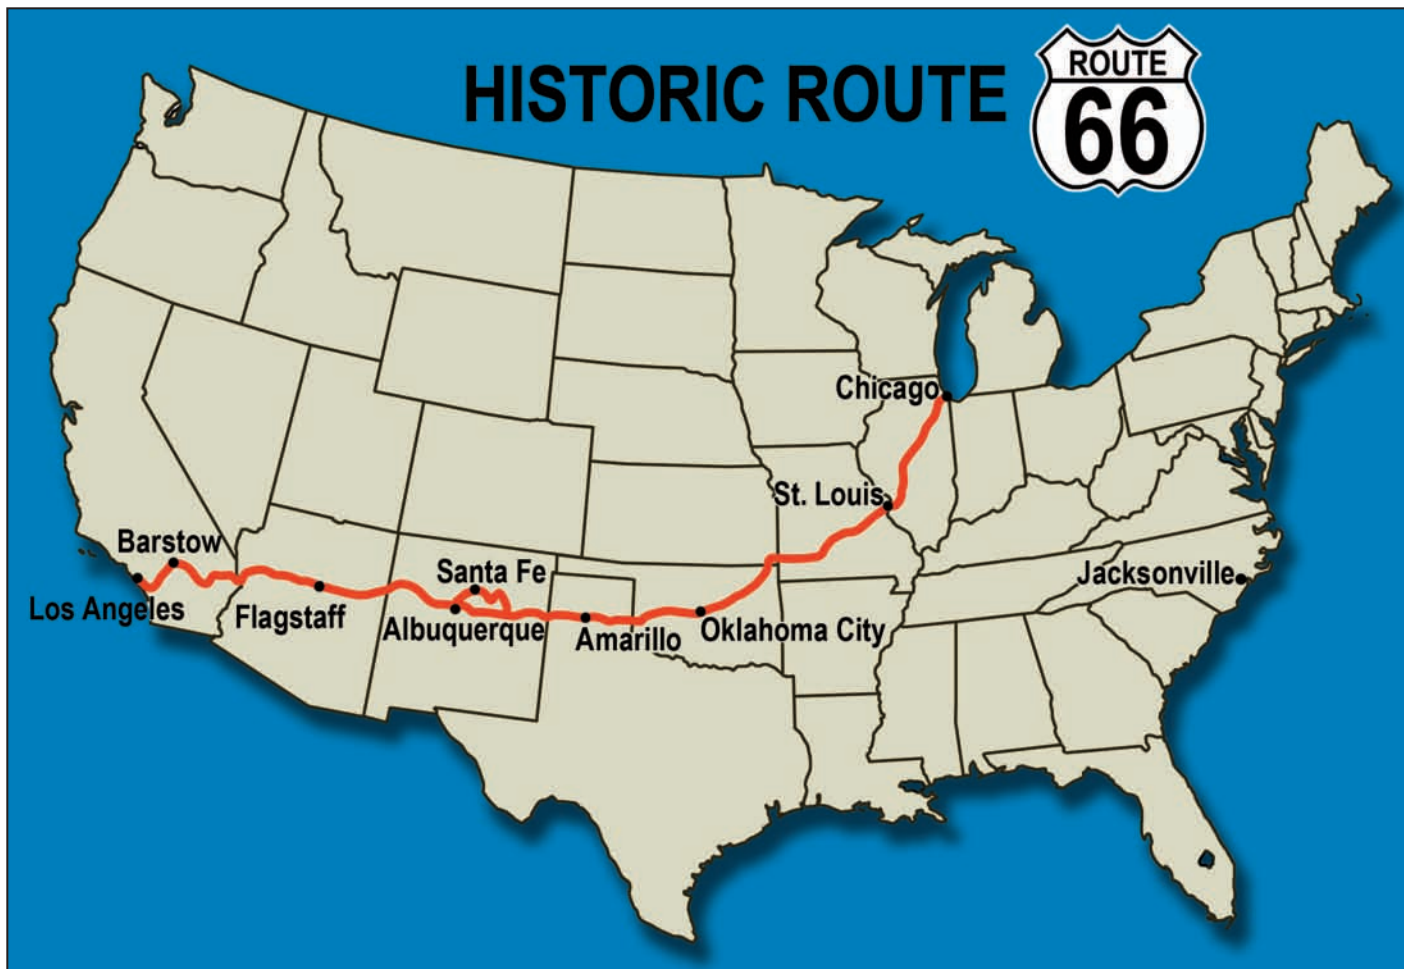 HISTORIC ROUTE
ROUTE
66
Chicago
St. Louis
Barstow
Santa Fe
Jacksonville
Los Angeles
Flagstaff
Albuquerque
Amarillo
Oklahoma City